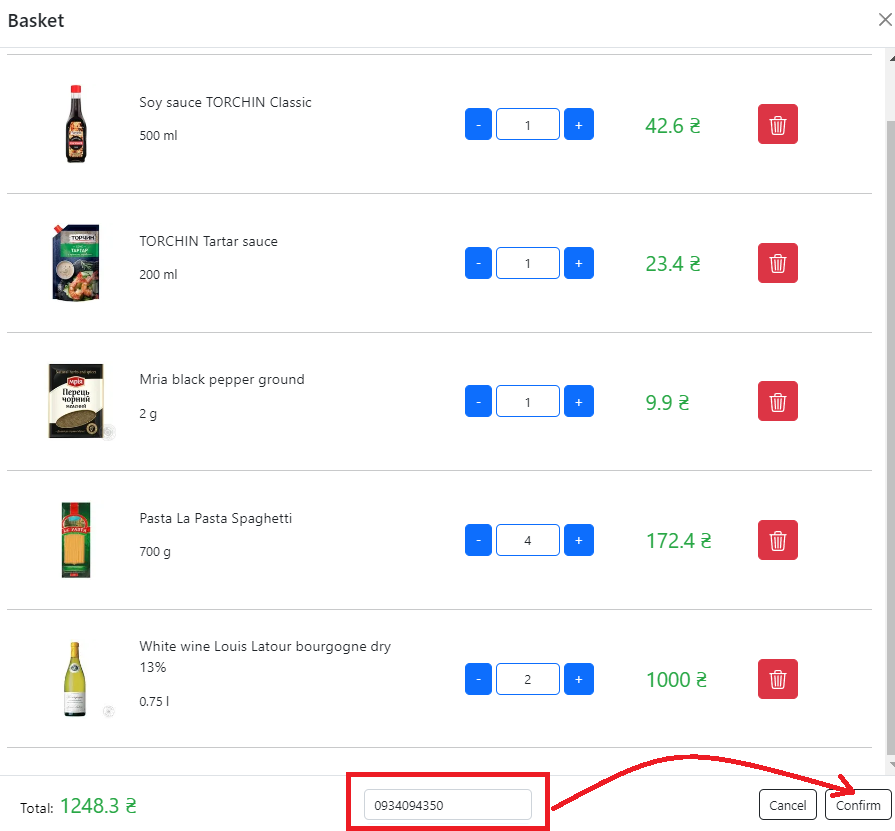 Basket
Soy sauce TORCHIN Classic
500 ml
- 1 +
42.6 ₴
ТОРЧИН
ТАРТАР
TORCHIN Tartar sauce
200 ml
- 1 +
23.4 ₴
МРІЯ
Перець
чорний
мелений
Mria black pepper ground
2 g
- 1 +
9.9 ₴
LA PASTA
Pasta La Pasta Spaghetti
700 g
- 4 +
172.4 ₴
White wine Louis Latour bourgogne dry
13%
0.75 l
- 2 +
1000 ₴
Total: 1248.3 ₴
0934094350
Cancel
Confirm